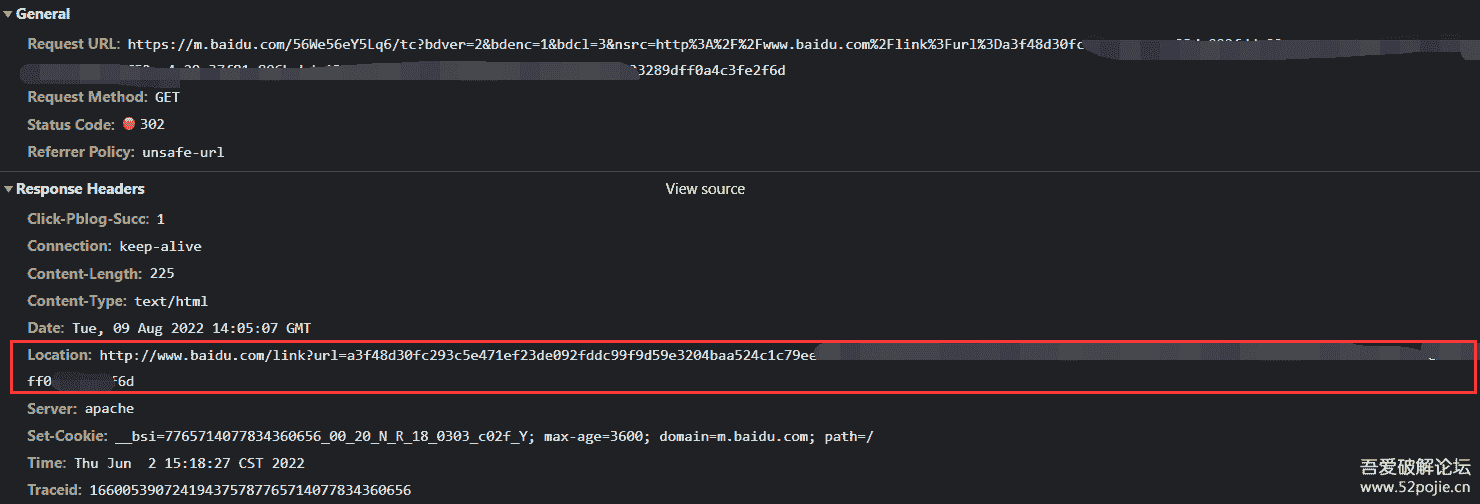 General
Request URL: https://m.baidu.com/56We56eY5Lq6/tc?bdver=2&bdenc=1&bdcl=3&nsrc=http%3A%2F%2Fwww.baidu.com%2Flink%3Furl%3Da3f48d30fc
3289dff0a4c3fe2f6d
Request Method: GET
Status Code: 302
Referrer Policy: unsafe-url
Response Headers View source
Click-Pblog-Succ: 1
Connection: keep-alive
Content-Length: 225
Content-Type: text/html
Date: Tue, 09 Aug 2022 14:05:07 GMT
Location: http://www.baidu.com/link?url=a3f48d30fc293c5e471ef23de092fddc99f9d59e3204baa524c1c79ee
ff0 f6d
Server: apache
Set-Cookie: __bsi=7765714077834360656_00_20_N_R_18_0303_c02f_Y; max-age=3600; domain=m.baidu.com; path=/
Time: Thu Jun  2 15:18:27 CST 2022
Traceid: 166005390724194375787765714077834360656
吾爱破解论坛
www.52pojie.cn